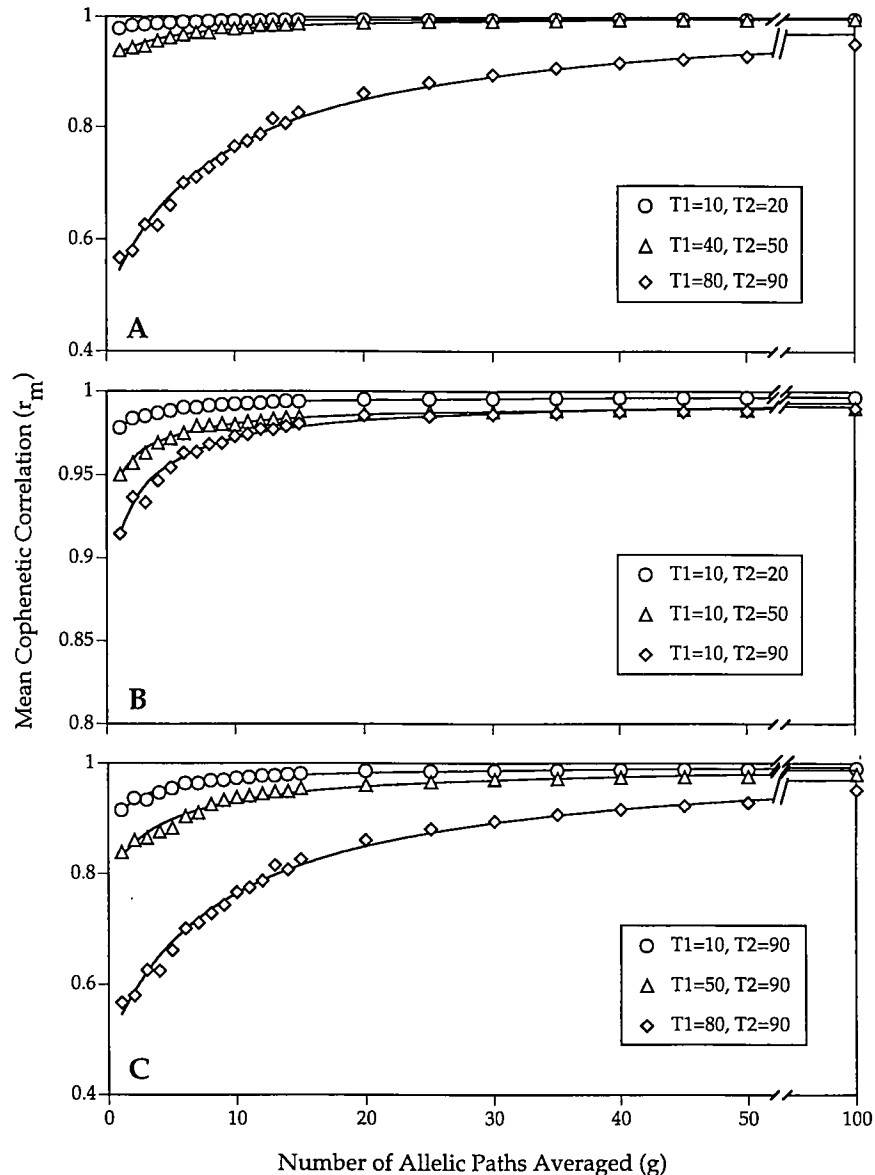 1
0.8
0.6
0.4
T1=10, T2=20
T1=40, T2=50
T1=80, T2=90
A
1
0.95
0.9
0.85
0.8
T1=10, T2=20
T1=10, T2=50
T1=10, T2=90
B
1
0.8
0.6
0.4
T1=10, T2=90
T1=50, T2=90
T1=80, T2=90
C
Mean Cophenetic Correlation (rm)
0 10 20 30 40 50 100
Number of Allelic Paths Averaged (g)